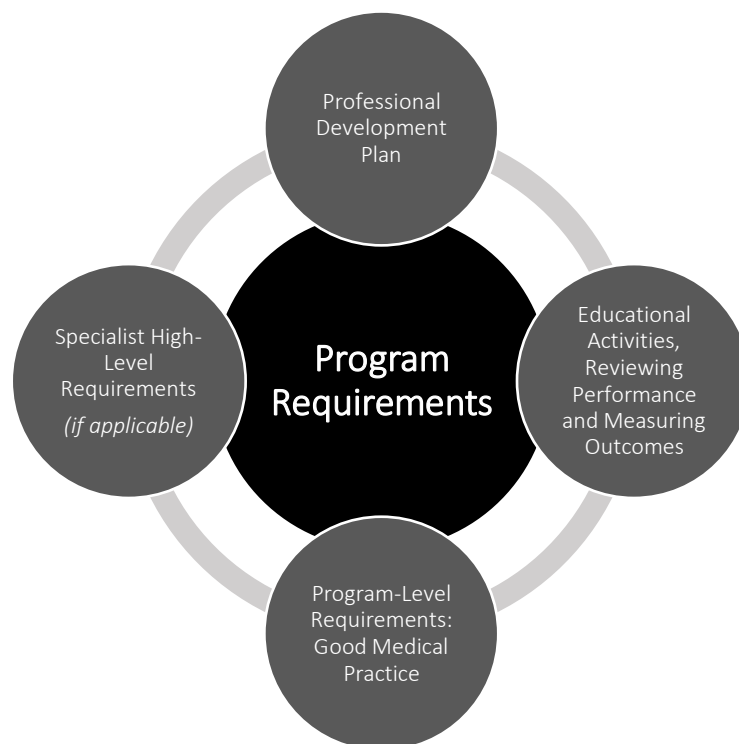 Professional
Development
Plan
Specialist High-
Level
Requirements
(if applicable)
Program
Requirements
Educational
Activities,
Reviewing
Performance
and Measuring
Outcomes
Program-Level
Requirements:
Good Medical
Practice